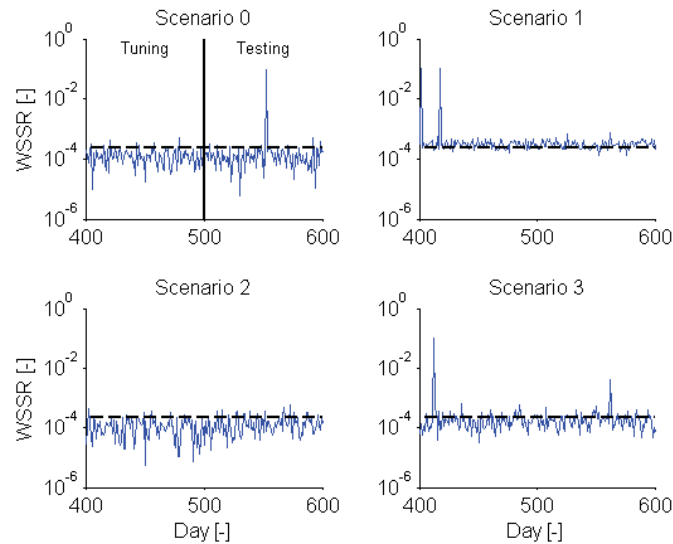 Scenario 0
Scenario 1
Tuning
Testing
WSSR [-]
10^0
10^-2
10^-4
10^-6
400
500
600
10^0
10^-2
10^-4
10^-6
400
500
600
Scenario 2
Scenario 3
WSSR [-]
10^0
10^-2
10^-4
10^-6
400
500
600
Day [-]
10^0
10^-2
10^-4
10^-6
400
500
600
Day [-]